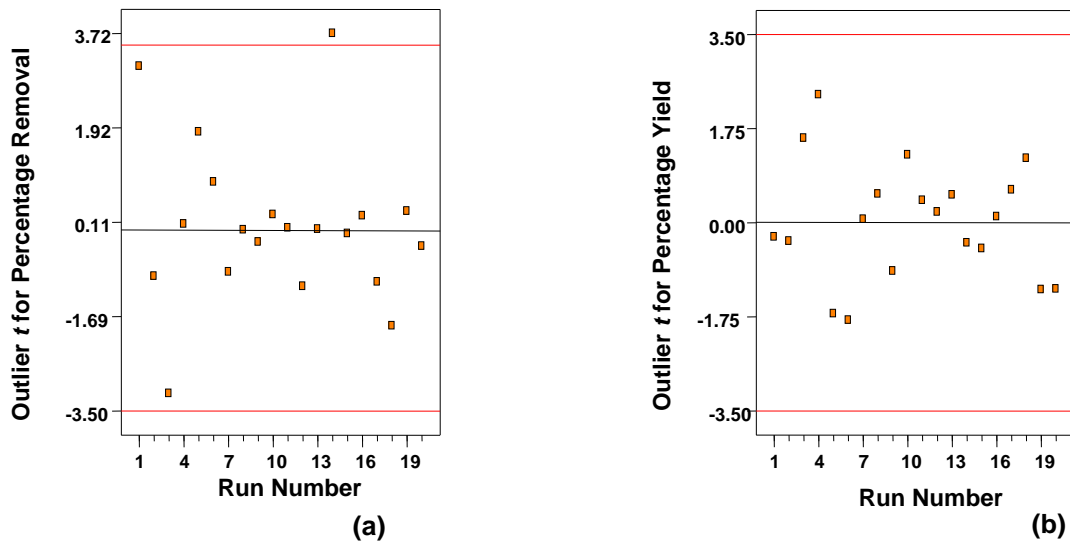 Outlier t for Percentage Removal
3.72
1.92
0.11
-1.69
-3.50
1 4 7 10 13 16 19
Run Number
(a)
Outlier t for Percentage Yield
3.50
1.75
0.00
-1.75
-3.50
1 4 7 10 13 16 19
Run Number
(b)